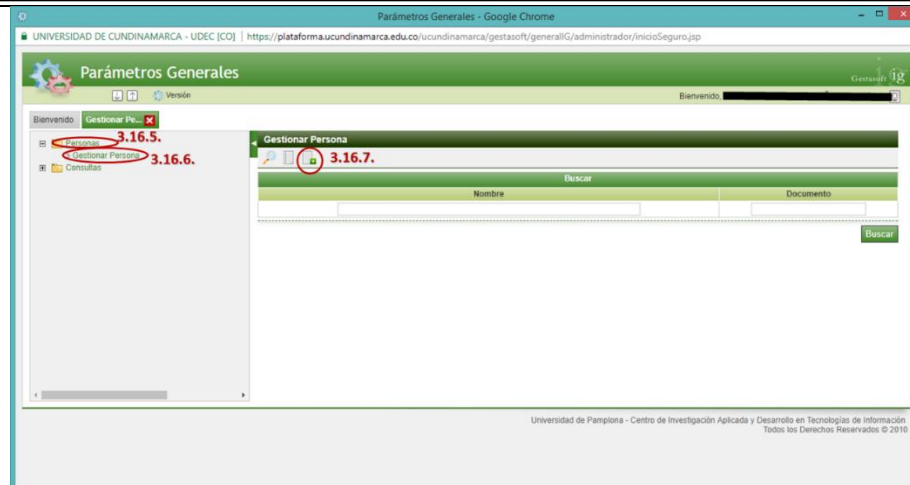 Parámetros Generales - Google Chrome
UNIVERSIDAD DE CUNDINAMARCA - UDEC [CO] | https://plataforma.ucundinamarca.edu.co/ucundinamarca/gestasoft/generalIG/administrador/inicioSeguro.jsp
Parámetros Generales
Gestasoft ig
Versión
Bienvenido,
Bienvenido Gestionar Pe...
Personas 3.16.5.
Gestionar Persona 3.16.6.
Consultas
Gestionar Persona
3.16.7.
Buscar
Nombre Documento
Buscar
Universidad de Pamplona - Centro de Investigación Aplicada y Desarrollo en Tecnologías de Información
Todos los Derechos Reservados © 2010